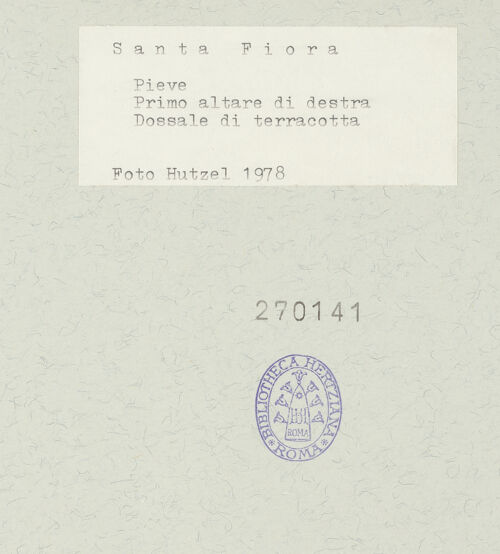 Santa Fiora
Pieve
Primo altare di destra
Dossale di terracotta
Foto Hutzel 1978
270141
BIBLIOTHECA HERTZIANA
ROMA
ROMA